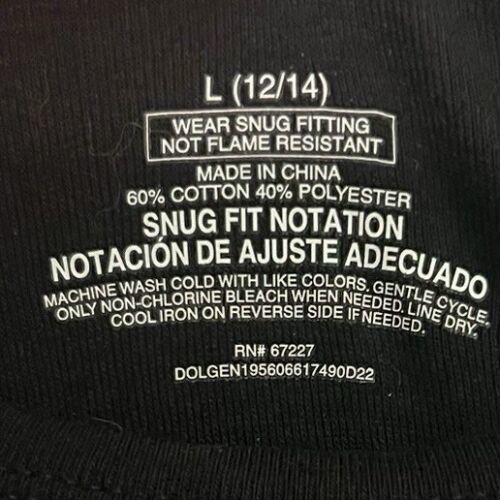 L (12/14)
WEAR SNUG FITTING
NOT FLAME RESISTANT
MADE IN CHINA
60% COTTON 40% POLYESTER
SNUG FIT NOTATION
NOTACIÓN DE AJUSTE ADECUADO
MACHINE WASH COLD WITH LIKE COLORS. GENTLE CYCLE.
ONLY NON-CHLORINE BLEACH WHEN NEEDED. LINE DRY.
COOL IRON ON REVERSE SIDE IF NEEDED.
RN# 67227
DOLGEN195606617490D22